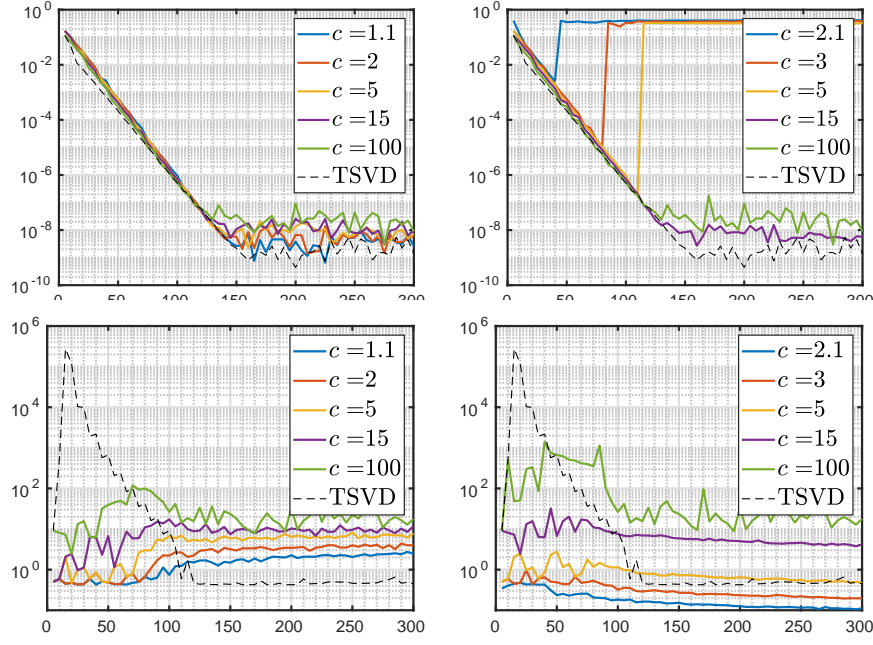 10^0
10^-2
10^-4
10^-6
10^-8
10^-10
0 50 100 150 200 250 300
c = 1.1
c = 2
c = 5
c = 15
c = 100
TSVD
10^0
10^-2
10^-4
10^-6
10^-8
10^-10
0 50 100 150 200 250 300
c = 2.1
c = 3
c = 5
c = 15
c = 100
TSVD
10^6
10^4
10^2
10^0
0 50 100 150 200 250 300
c = 1.1
c = 2
c = 5
c = 15
c = 100
TSVD
10^6
10^4
10^2
10^0
0 50 100 150 200 250 300
c = 2.1
c = 3
c = 5
c = 15
c = 100
TSVD